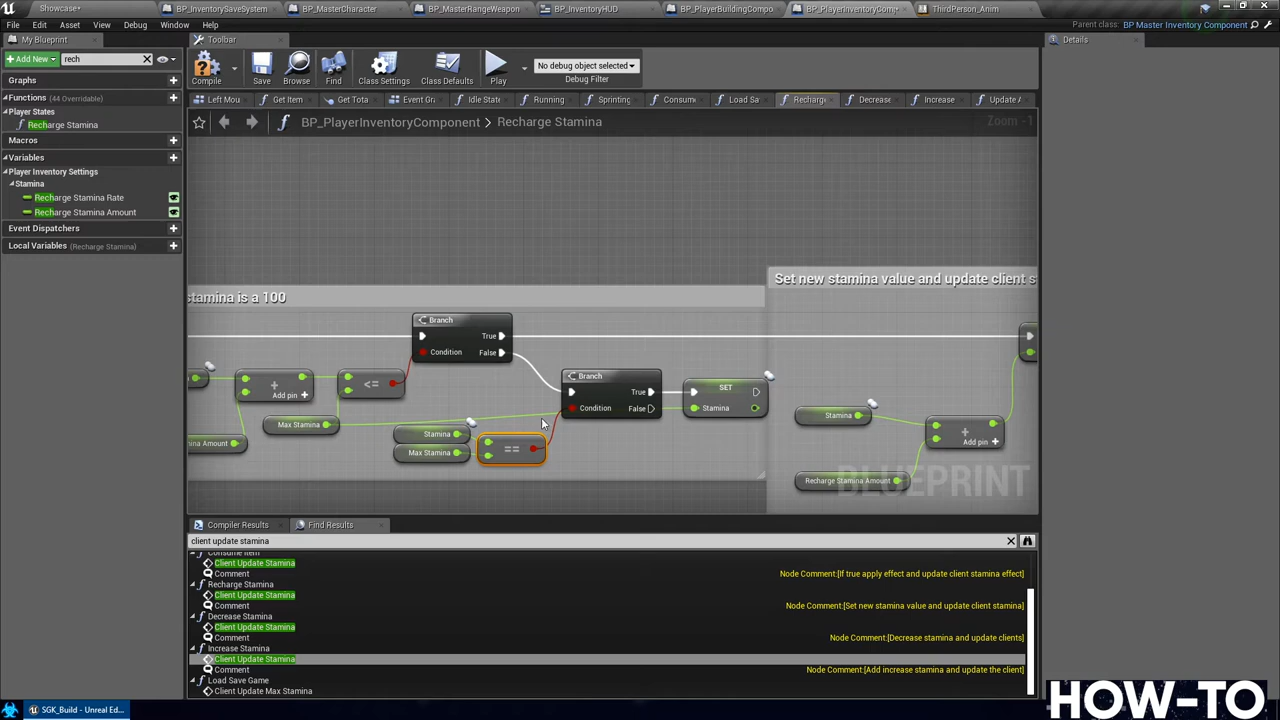 Showcase•
BP_InventorySaveSystem
BP_MasterCharacter
BP_MasterRangeWeapon
BP_InventoryHUD
BP_PlayerBuildingCompo
BP_PlayerInventoryComp
ThirdPerson_Anim
File Edit Asset View Debug Window Help
Parent class: BP Master Inventory Component
My Blueprint
Toolbar
Details
Add New
rech
Compile
Save
Browse
Find
Class Settings
Class Defaults
Play
No debug object selected
Debug Filter
Graphs
Functions (44 Overridable)
Player States
Recharge Stamina
Macros
Variables
Player Inventory Settings
Stamina
Recharge Stamina Rate
Recharge Stamina Amount
Event Dispatchers
Local Variables (Recharge Stamina)
Left Mou
Get Item
Get Tota
Event Gra
Idle State
Running
Sprinting
Consume
Load Sa
Recharge
Decrease
Increase
Update A
BP_PlayerInventoryComponent > Recharge Stamina
Zoom -1
stamina is a 100
Set new stamina value and update client s
Branch
True
Condition
False
+
Add pin +
<=
Max Stamina
mina Amount
Stamina
Max Stamina
==
Branch
True
Condition
False
SET
Stamina
Stamina
+
Add pin +
Recharge Stamina Amount
BLUEPRINT
Compiler Results
Find Results
client update stamina
Consume Item
Client Update Stamina
Comment
Node Comment:[If true apply effect and update client stamina effect]
Recharge Stamina
Client Update Stamina
Comment
Node Comment:[Set new stamina value and update client stamina]
Decrease Stamina
Client Update Stamina
Comment
Node Comment:[Decrease stamina and update clients]
Increase Stamina
Client Update Stamina
Comment
Node Comment:[Add increase stamina and update the client]
Load Save Game
Client Update Max Stamina
SGK_Build - Unreal Ed...
HOW-TO